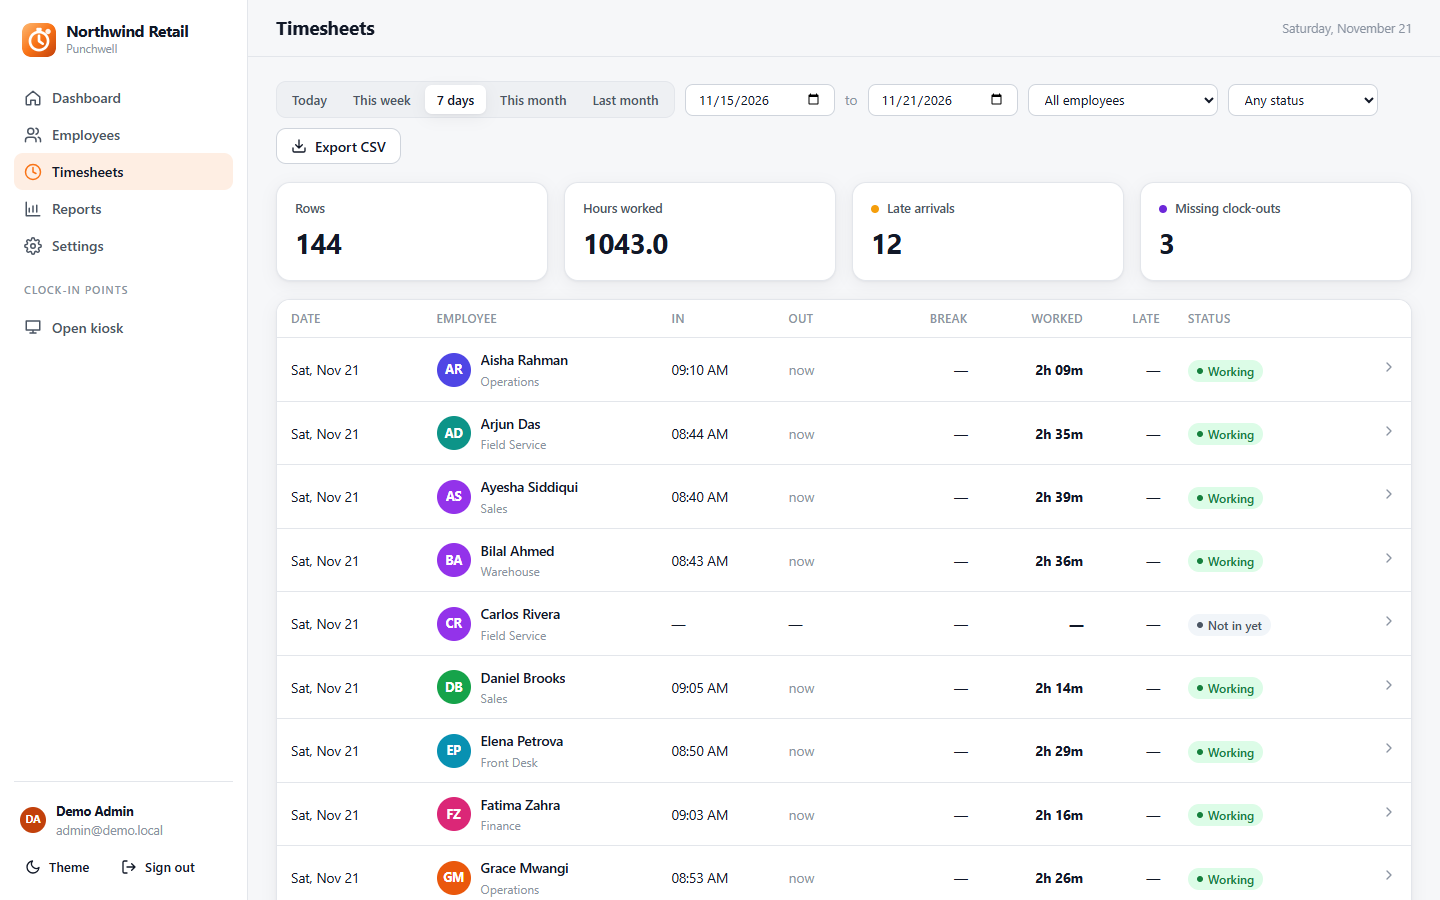 Northwind Retail
Punchwell
Dashboard
Employees
Timesheets
Reports
Settings
CLOCK-IN POINTS
Open kiosk
DA
Demo Admin
admin@demo.local
Theme
Sign out
Timesheets
Saturday, November 21
Today This week 7 days This month Last month 11/15/2026 to 11/21/2026 All employees Any status
Export CSV
Rows
144
Hours worked
1043.0
Late arrivals
12
Missing clock-outs
3
DATE EMPLOYEE IN OUT BREAK WORKED LATE STATUS
Sat, Nov 21 AR Aisha Rahman 09:10 AM now — 2h 09m — Working
Operations
Sat, Nov 21 AD Arjun Das 08:44 AM now — 2h 35m — Working
Field Service
Sat, Nov 21 AS Ayesha Siddiqui 08:40 AM now — 2h 39m — Working
Sales
Sat, Nov 21 BA Bilal Ahmed 08:43 AM now — 2h 36m — Working
Warehouse
Sat, Nov 21 CR Carlos Rivera — — — — — Not in yet
Field Service
Sat, Nov 21 DB Daniel Brooks 09:05 AM now — 2h 14m — Working
Sales
Sat, Nov 21 EP Elena Petrova 08:50 AM now — 2h 29m — Working
Front Desk
Sat, Nov 21 FZ Fatima Zahra 09:03 AM now — 2h 16m — Working
Finance
Sat, Nov 21 GM Grace Mwangi 08:53 AM now — 2h 26m — Working
Operations